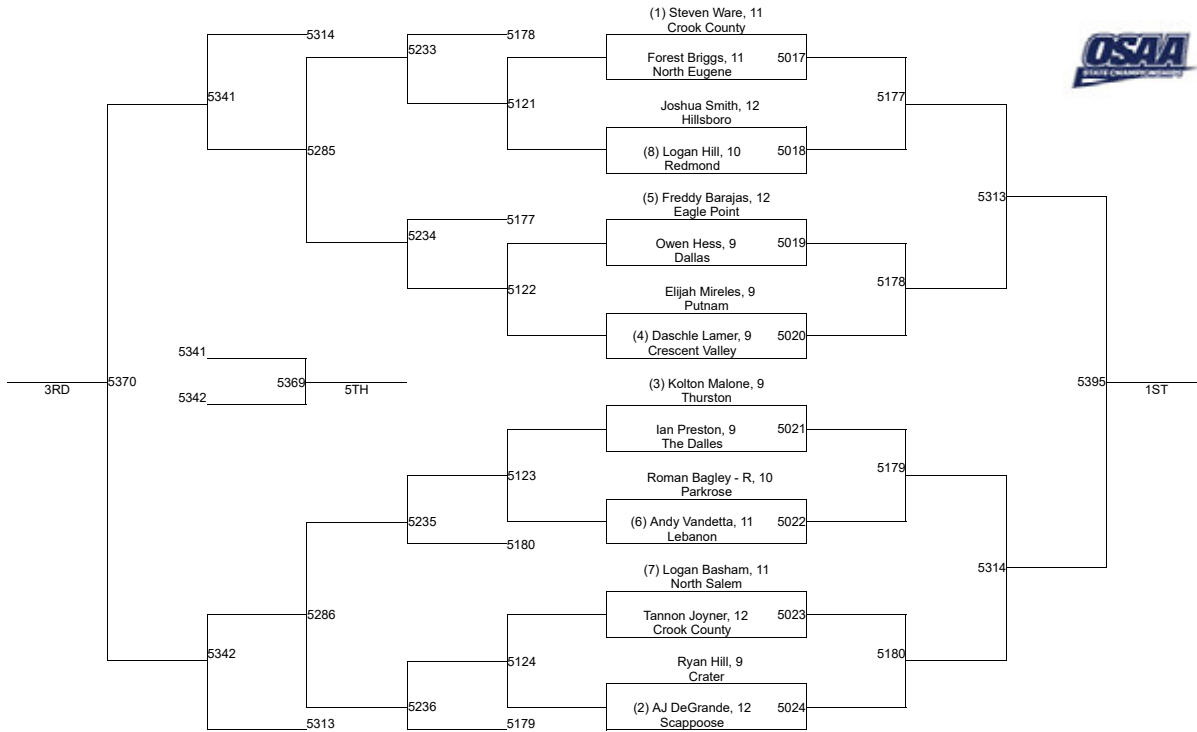 (1) Steven Ware, 11
Crook County
OSAA
STATE CHAMPIONSHIPS
5314
5178
5233
Forest Briggs, 11
5017
North Eugene
5341
5121
Joshua Smith, 12
Hillsboro
5177
5285
(8) Logan Hill, 10
5018
Redmond
(5) Freddy Barajas, 12
Eagle Point
5313
5177
5234
Owen Hess, 9
5019
Dallas
5122
Elijah Mireles, 9
Putnam
5178
(4) Daschle Lamer, 9
5020
Crescent Valley
5341
3RD
5370
5369
5TH
5342
(3) Kolton Malone, 9
Thurston
5395
1ST
Ian Preston, 9
5021
The Dalles
5123
Roman Bagley - R, 10
Parkrose
5179
5235
(6) Andy Vandetta, 11
5022
Lebanon
5180
(7) Logan Basham, 11
North Salem
5314
5286
Tannon Joyner, 12
5023
Crook County
5342
5124
Ryan Hill, 9
Crater
5180
5236
(2) AJ DeGrande, 12
5024
Scappoose
5313
5179